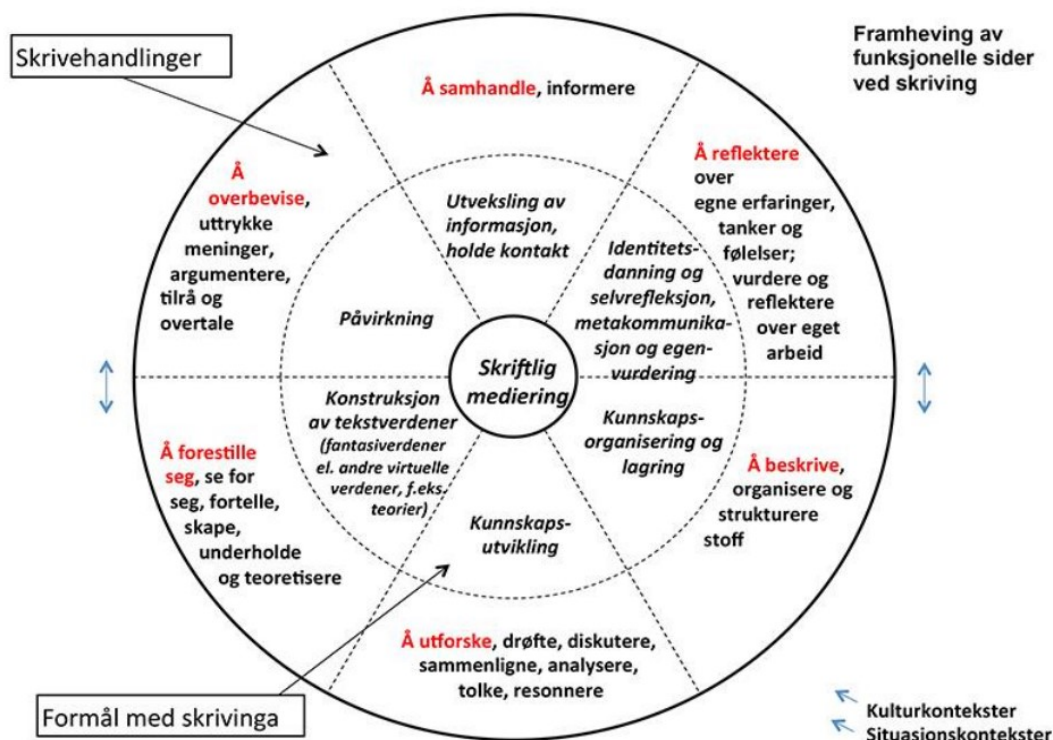 Skrivehandlinger
Framheving av
funksjonelle sider
ved skriving
Å samhandle, informere
Å reflektere
over
egne erfaringer,
tanker og
følelser;
vurdere og
reflektere
over eget
arbeid
Å
overbevise,
uttrykke
meninger,
argumentere,
tilrå og
overtale
Utveksling av
informasjon,
holde kontakt
Identitets-
danning og
selvrefleksjon,
metakommunika-
sjon og egen-
vurdering
Påvirkning
Skriftlig
mediering
Konstruksjon
av tekstverdener
(fantasiverdener
el. andre virtuelle
verdener, f.eks.
teorier)
Kunnskaps-
organisering og
lagring
Å forestille
seg, se for
seg, fortelle,
skape,
underholde
og teoretisere
Å beskrive,
organisere og
strukturere
stoff
Kunnskaps-
utvikling
Å utforske, drøfte, diskutere,
sammenligne, analysere,
tolke, resonnere
Formål med skrivinga
Kulturkontekster
Situasjonskontekster